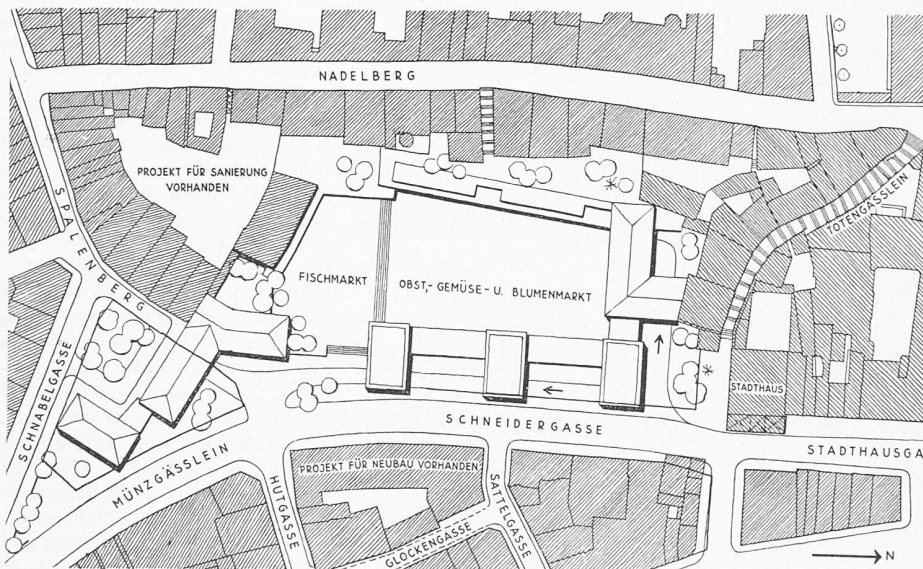 NADELBERG
PROJEKT FÜR SANIERUNG
VORHANDEN
SPALENBERG
TOTENGÄSSLEIN
FISCHMARKT
OBST,- GEMÜSE- U. BLUMENMARKT
STADTHAUS
SCHNABELGASSE
SCHNEIDERGASSE
STADTHAUSGA
MÜNZGÄSSLEIN
HUTGASSE
PROJEKT FÜR NEUBAU VORHANDEN
SATTELGASSE
GLOCKENGASSE
N